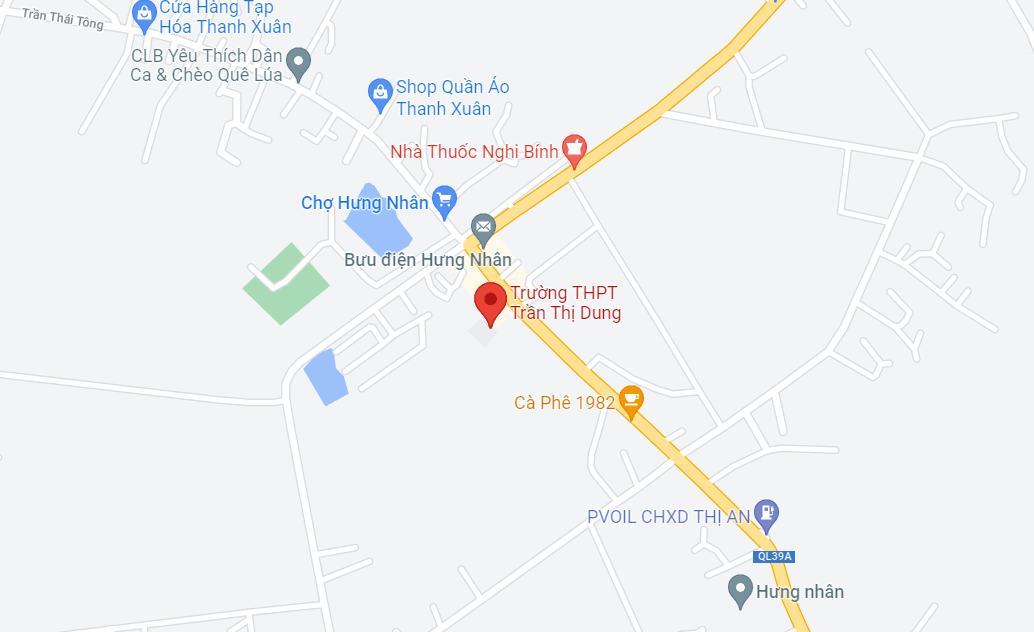 Trần Thái Tông
Cửa Hàng Tạp
Hóa Thanh Xuân
CLB Yêu Thích Dân
Ca & Chèo Quê Lúa
Shop Quần Áo
Thanh Xuân
Nhà Thuốc Nghi Bính
Chợ Hưng Nhân
Bưu điện Hưng Nhân
Trường THPT
Trần Thị Dung
Cà Phê 1982
PVOIL CHXD THỊ AN
QL39A
Hưng nhân